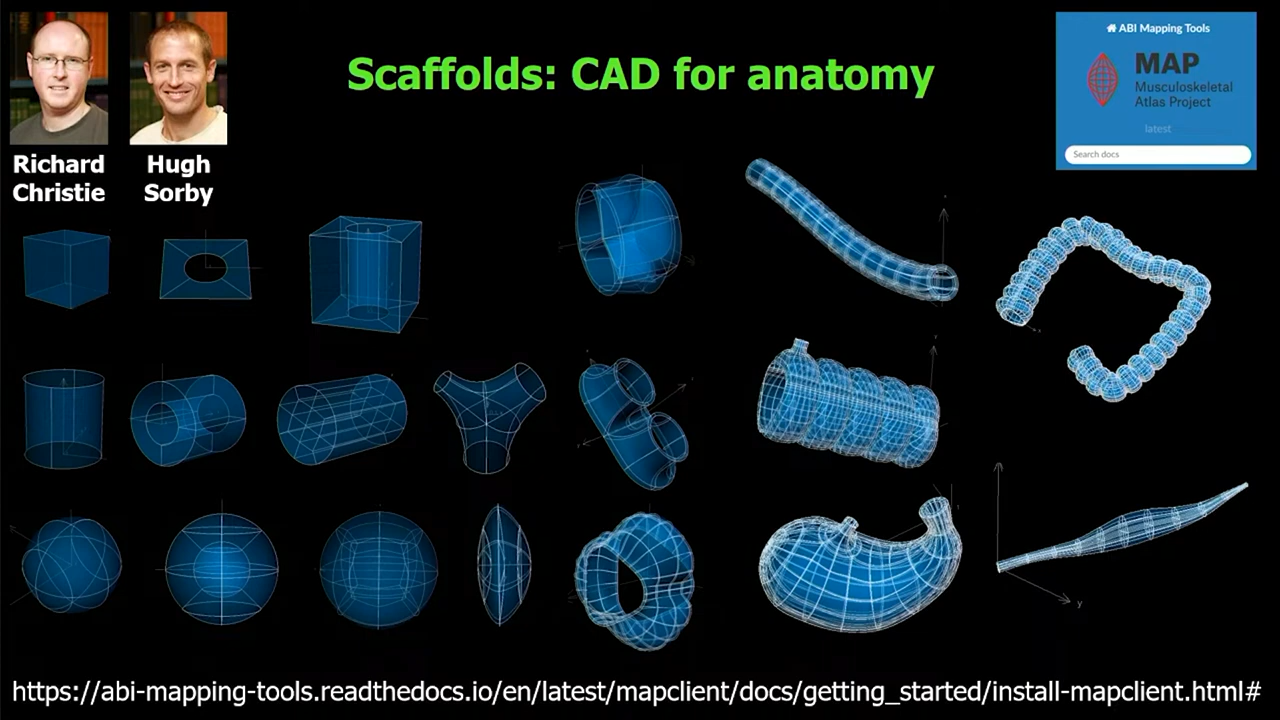 Scaffolds: CAD for anatomy
Richard
Christie
Hugh
Sorby
ABI Mapping Tools
MAP
Musculoskeletal
Atlas Project
latest
Search docs
y
https://abi-mapping-tools.readthedocs.io/en/latest/mapclient/docs/getting_started/install-mapclient.html#